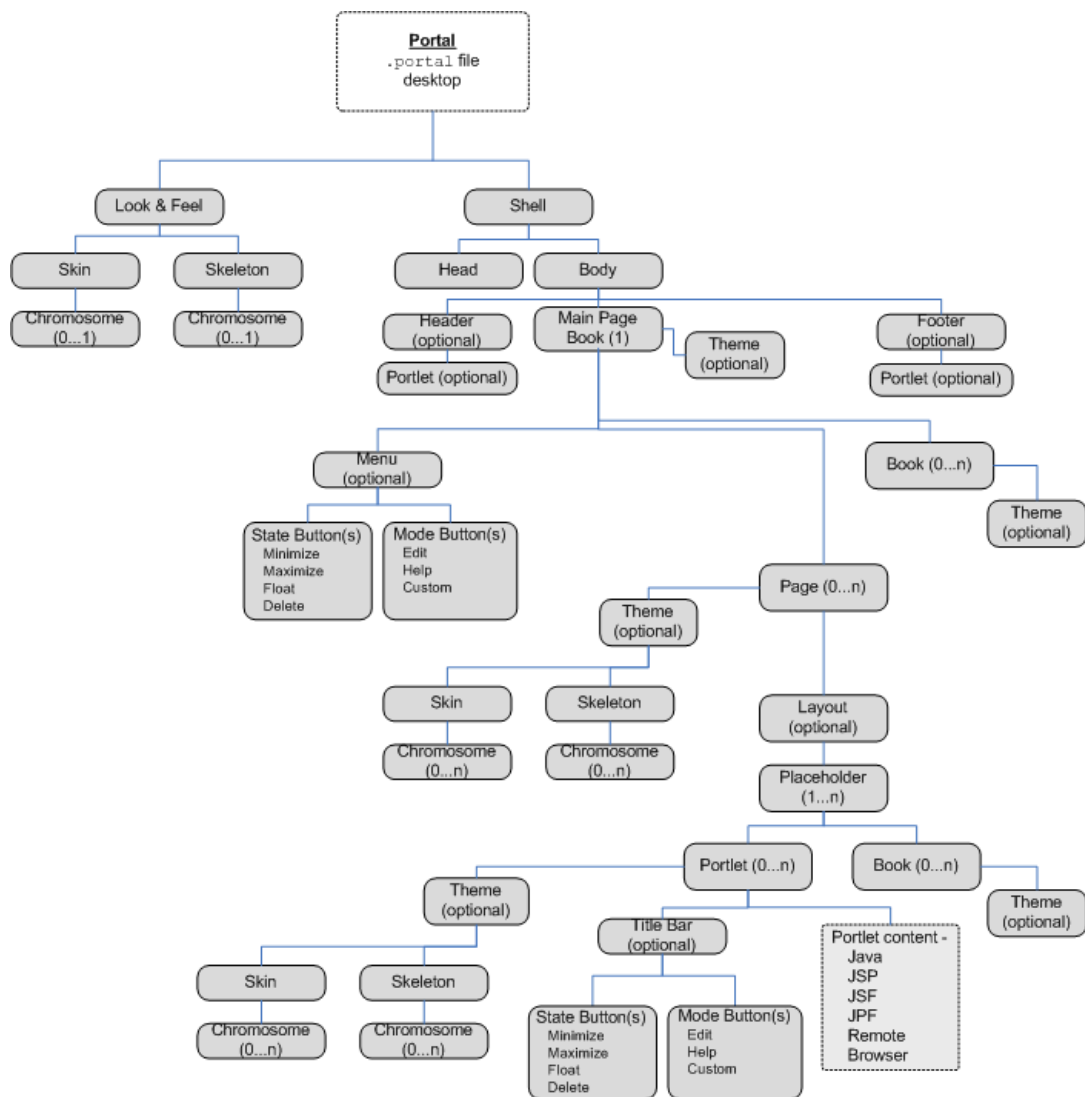 Portal
.portal file
desktop
Look & Feel
Shell
Skin
Skeleton
Head
Body
Chromosome
(0...1)
Chromosome
(0...1)
Header
(optional)
Main Page
Book (1)
Theme
(optional)
Footer
(optional)
Portlet (optional)
Portlet (optional)
Menu
(optional)
Book (0...n)
Theme
(optional)
State Button(s)
Minimize
Maximize
Float
Delete
Mode Button(s)
Edit
Help
Custom
Page (0...n)
Theme
(optional)
Skin
Skeleton
Layout
(optional)
Chromosome
(0...n)
Chromosome
(0...n)
Placeholder
(1...n)
Portlet (0...n)
Book (0...n)
Theme
(optional)
Theme
(optional)
Title Bar
(optional)
Portlet content -
Java
JSP
JSF
JPF
Remote
Browser
Skin
Skeleton
Chromosome
(0...n)
Chromosome
(0...n)
State Button(s)
Minimize
Maximize
Float
Delete
Mode Button(s)
Edit
Help
Custom